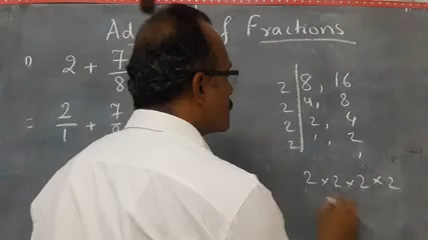 Ad f Fractions
1) 2 + 7/8
= 2/1 + 7
2 | 8, 16
2 | 4, 8
2 | 2, 4
2 | 1, 2
1
2 × 2 × 2 × 2